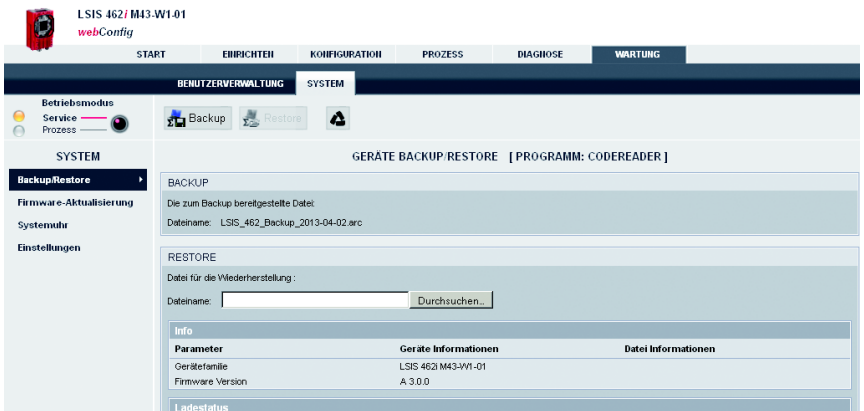 LSIS 462i M43-W1-01
webConfig
START EINRICHTEN KONFIGURATION PROZESS DIAGNOSE WARTUNG
BENUTZERVERWALTUNG SYSTEM
Betriebsmodus
Service
Prozess
Backup Restore
SYSTEM
GERÄTE BACKUP/RESTORE [ PROGRAMM: CODEREADER ]
Backup/Restore
Firmware-Aktualisierung
Systemuhr
Einstellungen
BACKUP
Die zum Backup bereitgestellte Datei:
Dateiname: LSIS_462_Backup_2013-04-02.arc
RESTORE
Datei für die Wiederherstellung :
Dateiname: Durchsuchen...
Info
Parameter Geräte Informationen Datei Informationen
Gerätefamilie LSIS 462i M43-W1-01
Firmware Version A 3.0.0
Ladestatus